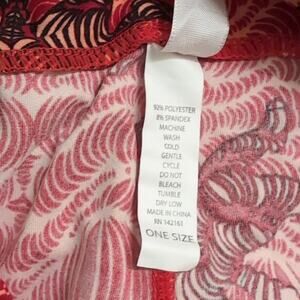 92% POLYESTER
8% SPANDEX
MACHINE
WASH
COLD
GENTLE
CYCLE
DO NOT
BLEACH
TUMBLE
DRY LOW
MADE IN CHINA
RN 142161
ONE SIZE